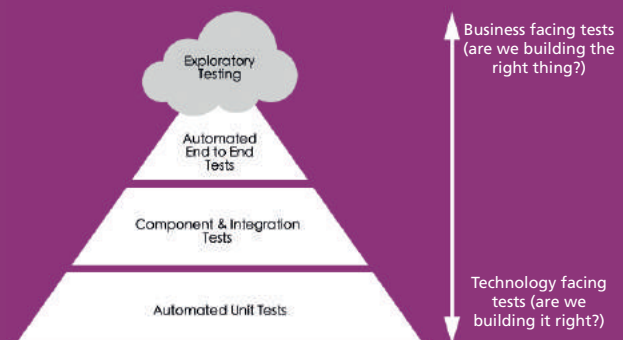 Exploratory
Testing
Automated
End to End
Tests
Component & Integration
Tests
Automated Unit Tests
Business facing tests
(are we building the
right thing?)
Technology facing
tests (are we
building it right?)